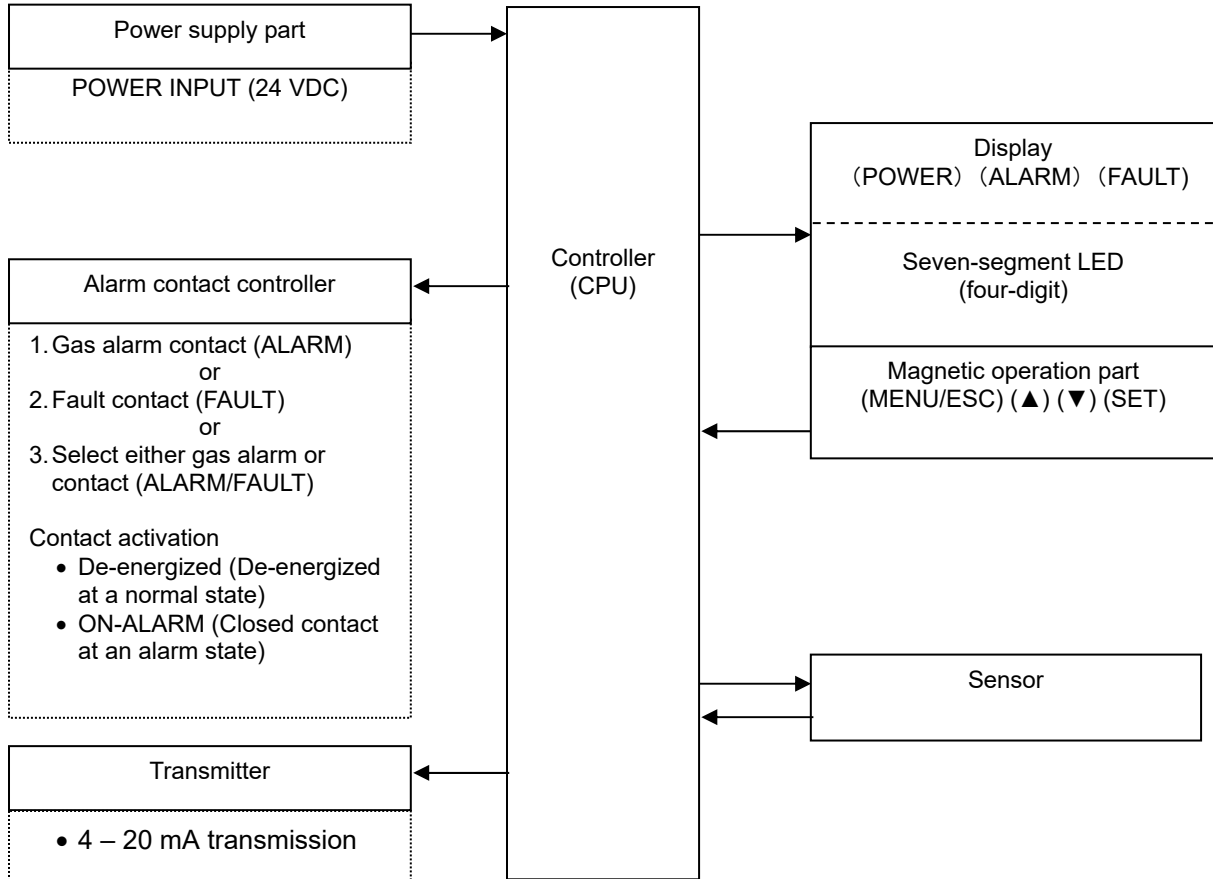 Power supply part
POWER INPUT (24 VDC)
Alarm contact controller
1. Gas alarm contact (ALARM)
or
2. Fault contact (FAULT)
or
3. Select either gas alarm or
contact (ALARM/FAULT)
Contact activation
• De-energized (De-energized
at a normal state)
• ON-ALARM (Closed contact
at an alarm state)
Transmitter
• 4 – 20 mA transmission
Controller
(CPU)
Display
（POWER）（ALARM）（FAULT)
Seven-segment LED
(four-digit)
Magnetic operation part
(MENU/ESC) (▲) (▼) (SET)
Sensor